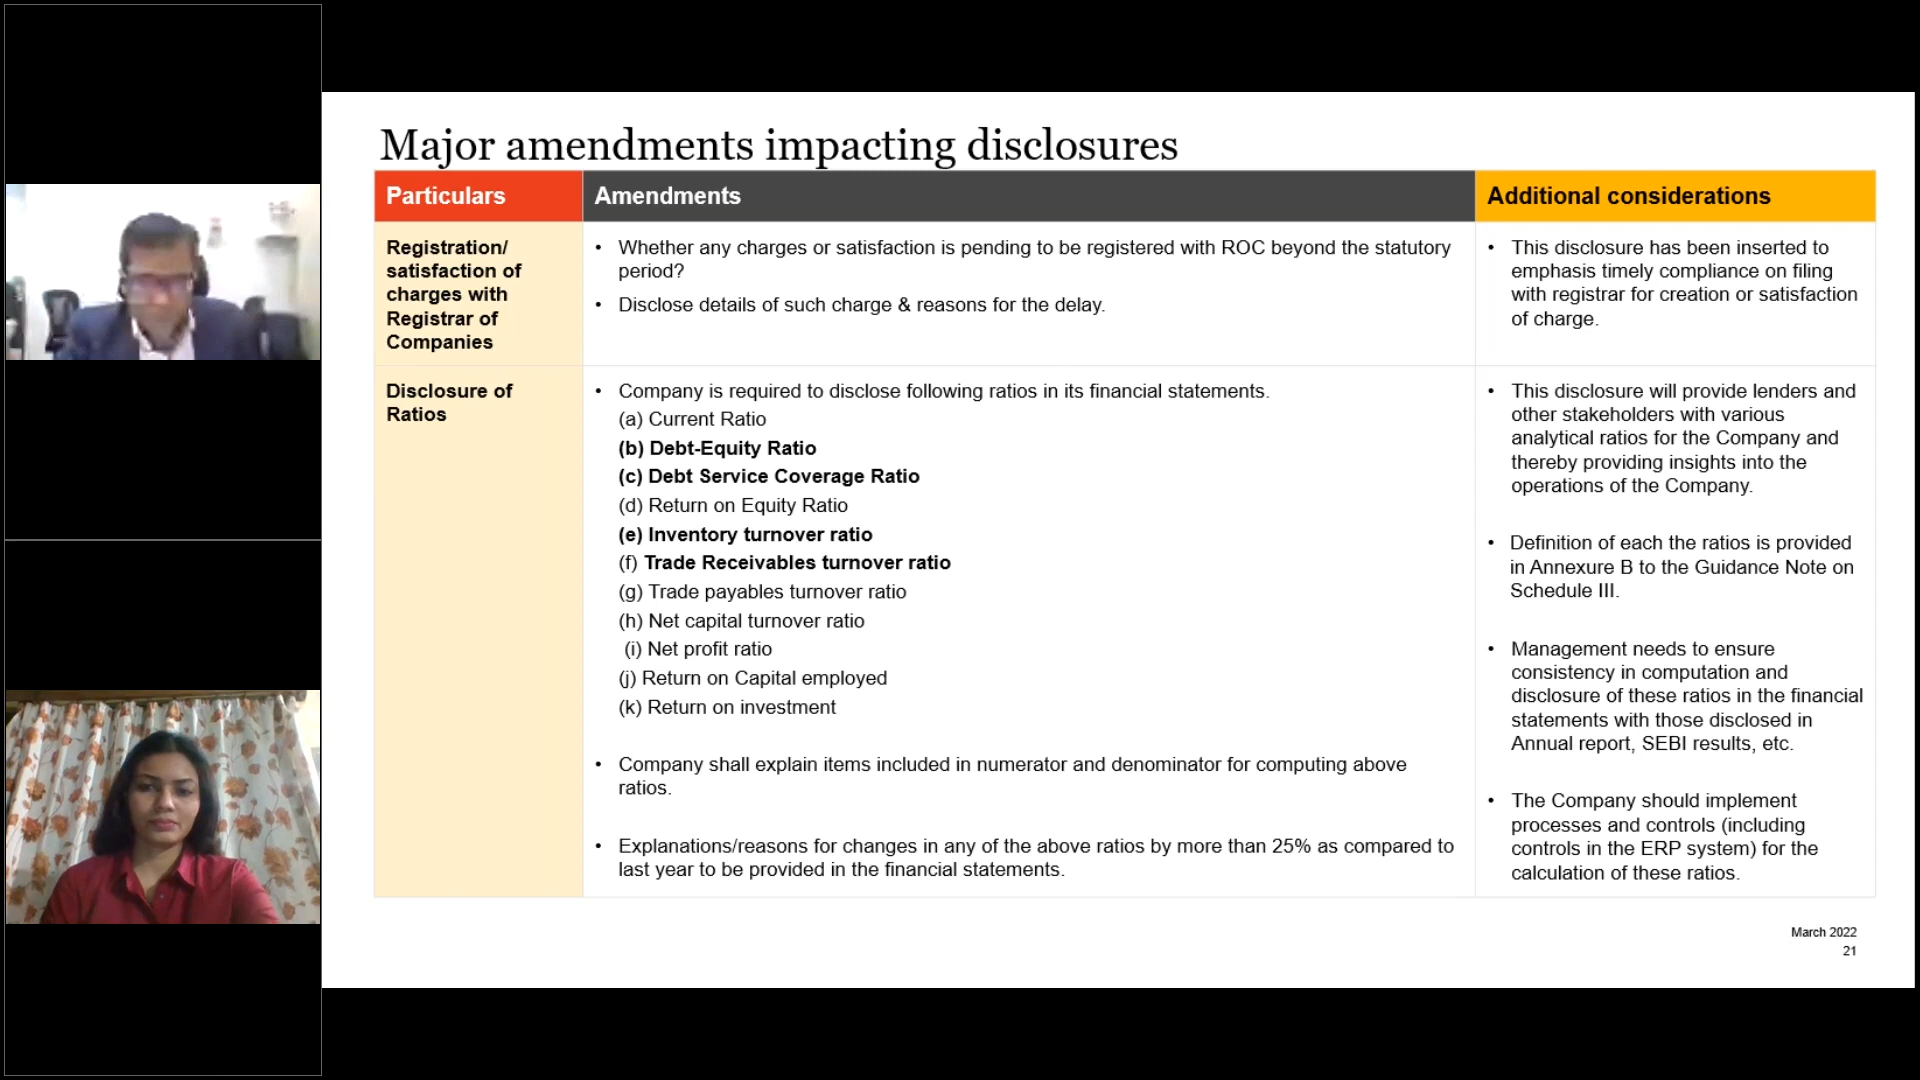 Major amendments impacting disclosures
Particulars
Amendments
Additional considerations
Registration/
satisfaction of
charges with
Registrar of
Companies
• Whether any charges or satisfaction is pending to be registered with ROC beyond the statutory
period?
• Disclose details of such charge & reasons for the delay.
• This disclosure has been inserted to
emphasis timely compliance on filing
with registrar for creation or satisfaction
of charge.
Disclosure of
Ratios
• Company is required to disclose following ratios in its financial statements.
(a) Current Ratio
(b) Debt-Equity Ratio
(c) Debt Service Coverage Ratio
(d) Return on Equity Ratio
(e) Inventory turnover ratio
(f) Trade Receivables turnover ratio
(g) Trade payables turnover ratio
(h) Net capital turnover ratio
(i) Net profit ratio
(j) Return on Capital employed
(k) Return on investment
• Company shall explain items included in numerator and denominator for computing above
ratios.
• Explanations/reasons for changes in any of the above ratios by more than 25% as compared to
last year to be provided in the financial statements.
• This disclosure will provide lenders and
other stakeholders with various
analytical ratios for the Company and
thereby providing insights into the
operations of the Company.
• Definition of each the ratios is provided
in Annexure B to the Guidance Note on
Schedule III.
• Management needs to ensure
consistency in computation and
disclosure of these ratios in the financial
statements with those disclosed in
Annual report, SEBI results, etc.
• The Company should implement
processes and controls (including
controls in the ERP system) for the
calculation of these ratios.
March 2022
21